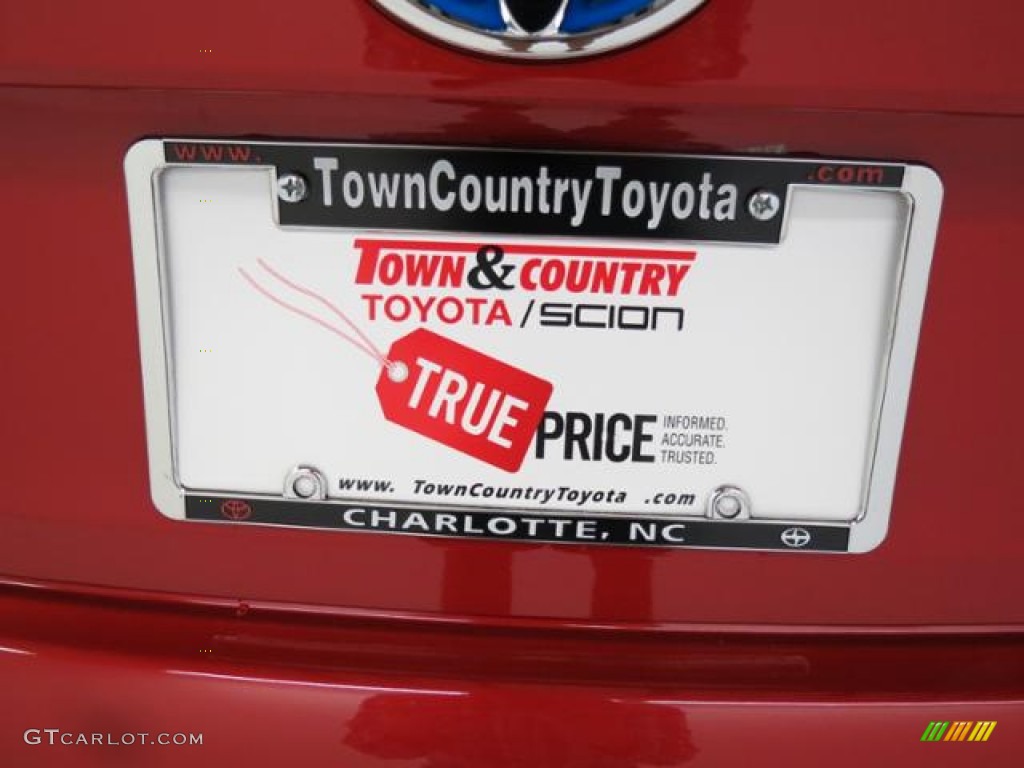 www. TownCountryToyota .com
TOWN & COUNTRY
TOYOTA / SCION
TRUE PRICE
INFORMED.
ACCURATE.
TRUSTED.
www. TownCountryToyota .com
CHARLOTTE, NC
GTCARLOT.COM